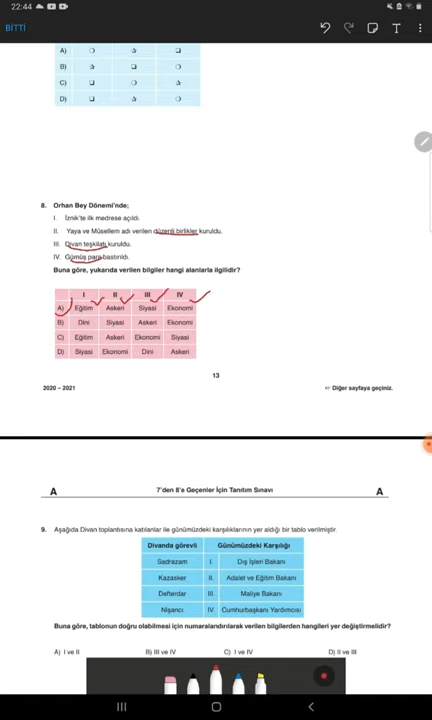 22:44
BİTTİ
A)
B)
C)
D)
8. Orhan Bey Dönemi'nde;
I. İznik'te ilk medrese açıldı.
II. Yaya ve Müsellem adı verilen düzenli birlikler kuruldu.
III. Divan teşkilatı kuruldu.
IV. Gümüş para bastırıldı.
Buna göre, yukarıda verilen bilgiler hangi alanlarla ilgilidir?
I II III IV
A) Eğitim Askeri Siyasi Ekonomi
B) Dini Siyasi Askeri Ekonomi
C) Eğitim Askeri Ekonomi Siyasi
D) Siyasi Ekonomi Dini Askeri
13
2020 – 2021
Diğer sayfaya geçiniz.
A 7'den 8'e Geçenler İçin Tanıtım Sınavı A
9. Aşağıda Divan toplantısına katılanlar ile günümüzdeki karşılıklarının yer aldığı bir tablo verilmiştir.
Divanda görevli Günümüzdeki Karşılığı
Sadrazam I. Dış İşleri Bakanı
Kazasker II. Adalet ve Eğitim Bakanı
Defterdar III. Maliye Bakanı
Nişancı IV. Cumhurbaşkanı Yardımcısı
Buna göre, tablonun doğru olabilmesi için numaralandırılarak verilen bilgilerden hangileri yer değiştirmelidir?
A) I ve II B) III ve IV C) I ve IV D) II ve III